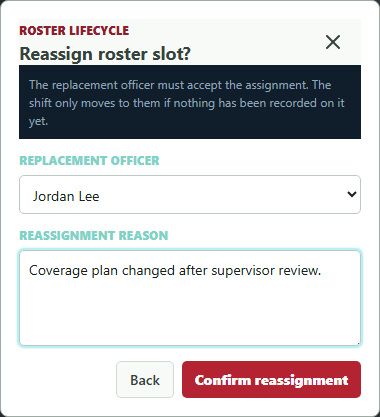 ROSTER LIFECYCLE
Reassign roster slot?
The replacement officer must accept the assignment. The
shift only moves to them if nothing has been recorded on it
yet.
REPLACEMENT OFFICER
Jordan Lee
REASSIGNMENT REASON
Coverage plan changed after supervisor review.
Back
Confirm reassignment